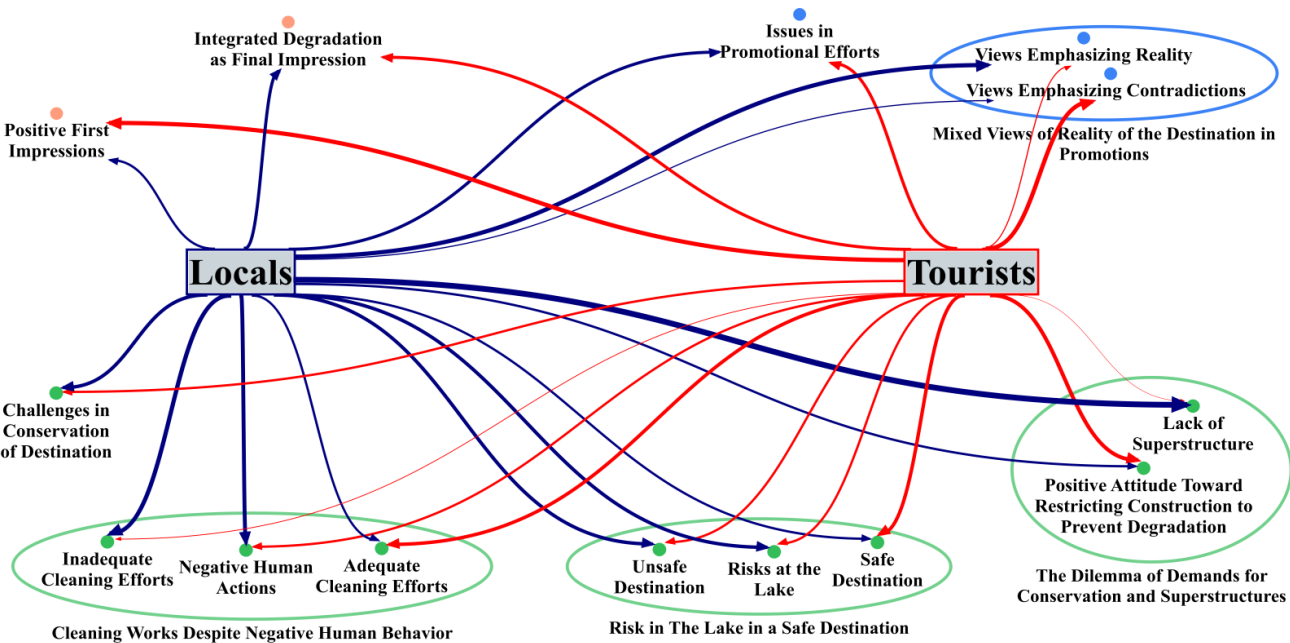 Integrated Degradation
as Final Impression
Issues in
Promotional Efforts
Views Emphasizing Reality
Views Emphasizing Contradictions
Mixed Views of Reality of the Destination in
Promotions
Positive First
Impressions
Locals
Tourists
Challenges in
Conservation
of Destination
Lack of
Superstructure
Positive Attitude Toward
Restricting Construction to
Prevent Degradation
The Dilemma of Demands for
Conservation and Superstructures
Inadequate
Cleaning Efforts
Negative Human
Actions
Adequate
Cleaning Efforts
Cleaning Works Despite Negative Human Behavior
Unsafe
Destination
Risks at the
Lake
Safe
Destination
Risk in The Lake in a Safe Destination